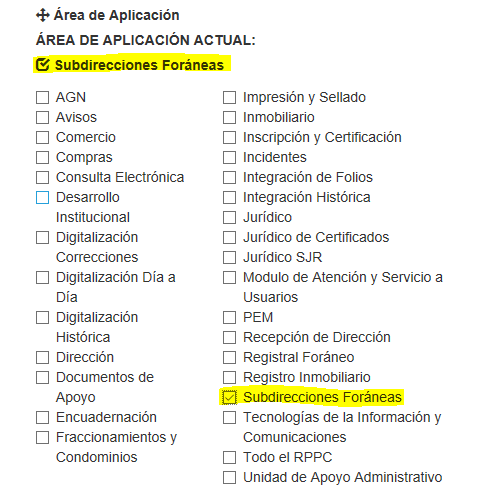 Área de Aplicación
ÁREA DE APLICACIÓN ACTUAL:
Subdirecciones Foráneas
AGN
Avisos
Comercio
Compras
Consulta Electrónica
Desarrollo
Institucional
Digitalización
Correcciones
Digitalización Día a
Día
Digitalización
Histórica
Dirección
Documentos de
Apoyo
Encuadernación
Fraccionamientos y
Condominios
Impresión y Sellado
Inmobiliario
Inscripción y Certificación
Incidentes
Integración de Folios
Integración Histórica
Jurídico
Jurídico de Certificados
Jurídico SJR
Modulo de Atención y Servicio a
Usuarios
PEM
Recepción de Dirección
Registral Foráneo
Registro Inmobiliario
Subdirecciones Foráneas
Tecnologías de la Información y
Comunicaciones
Todo el RPPC
Unidad de Apoyo Administrativo